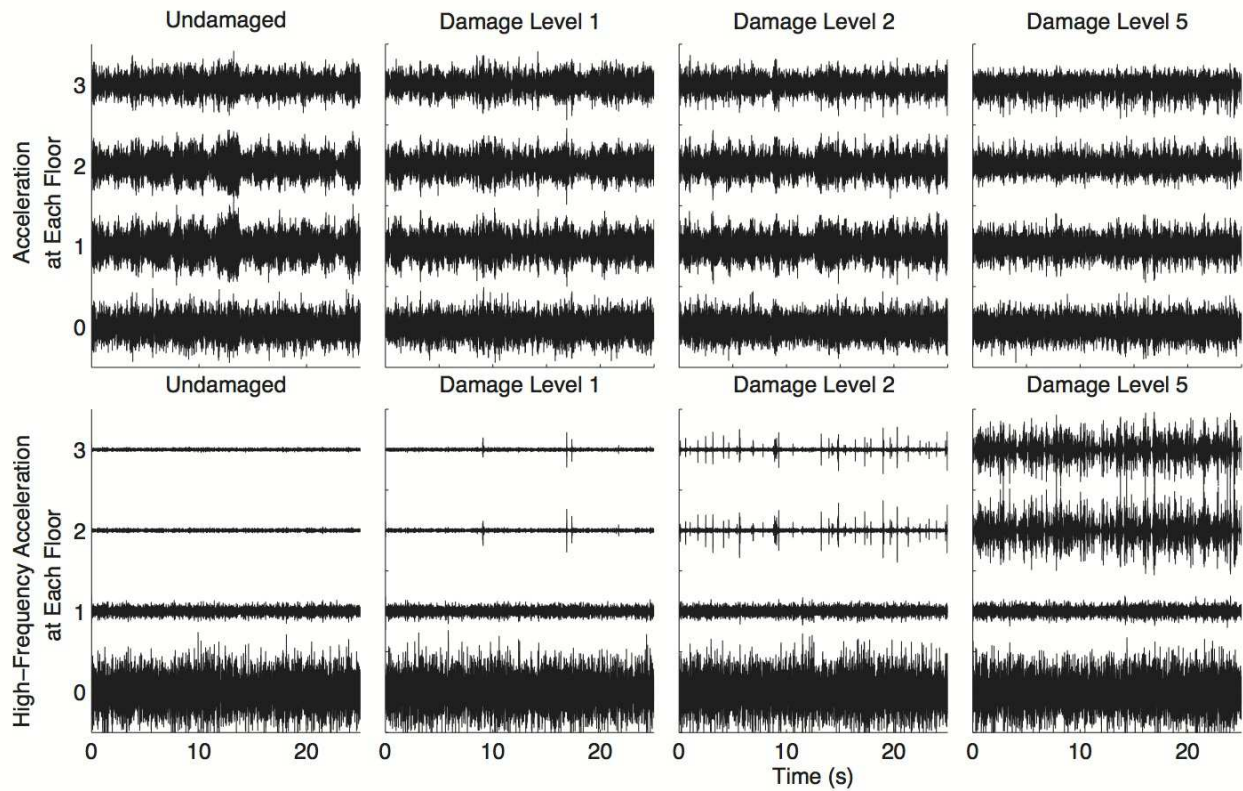 Undamaged
Damage Level 1
Damage Level 2
Damage Level 5
Acceleration
at Each Floor
3
2
1
0
Undamaged
Damage Level 1
Damage Level 2
Damage Level 5
High-Frequency Acceleration
at Each Floor
3
2
1
0
0 10 20
0 10 20
0 10 20
0 10 20
Time (s)